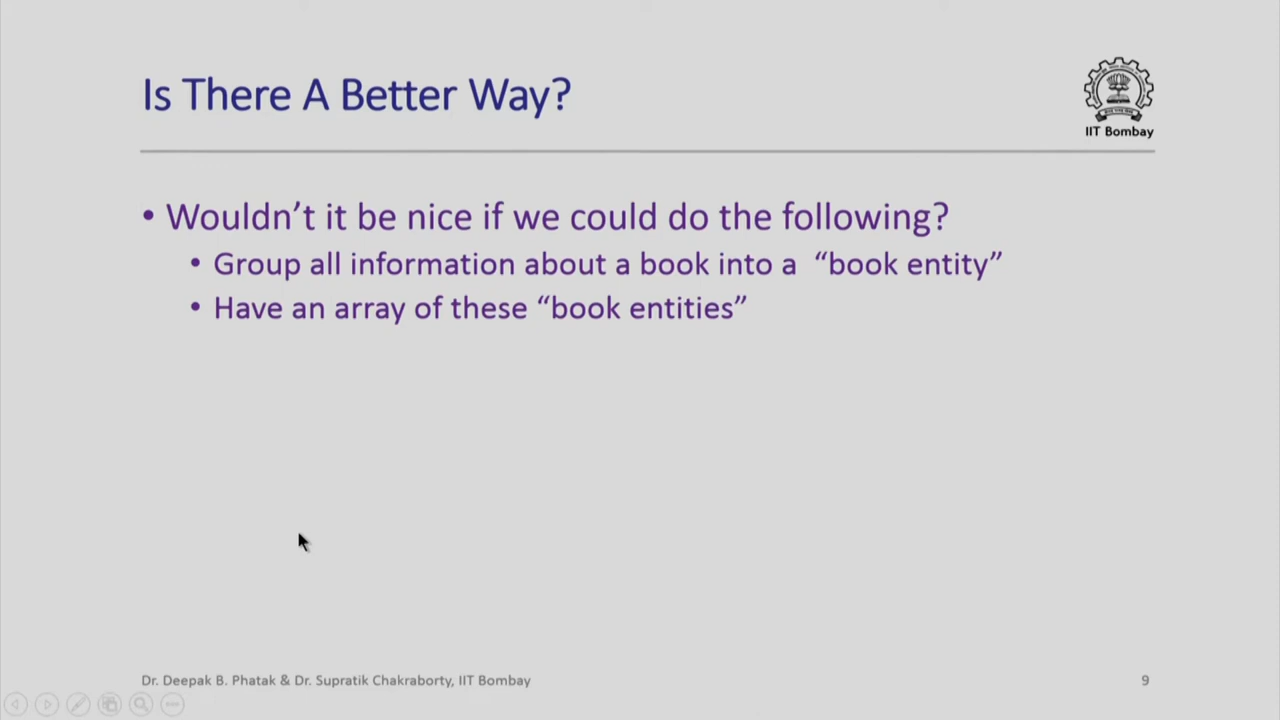 Is There A Better Way?
IIT Bombay
• Wouldn’t it be nice if we could do the following?
• Group all information about a book into a “book entity”
• Have an array of these “book entities”
Dr. Deepak B. Phatak & Dr. Supratik Chakraborty, IIT Bombay
9